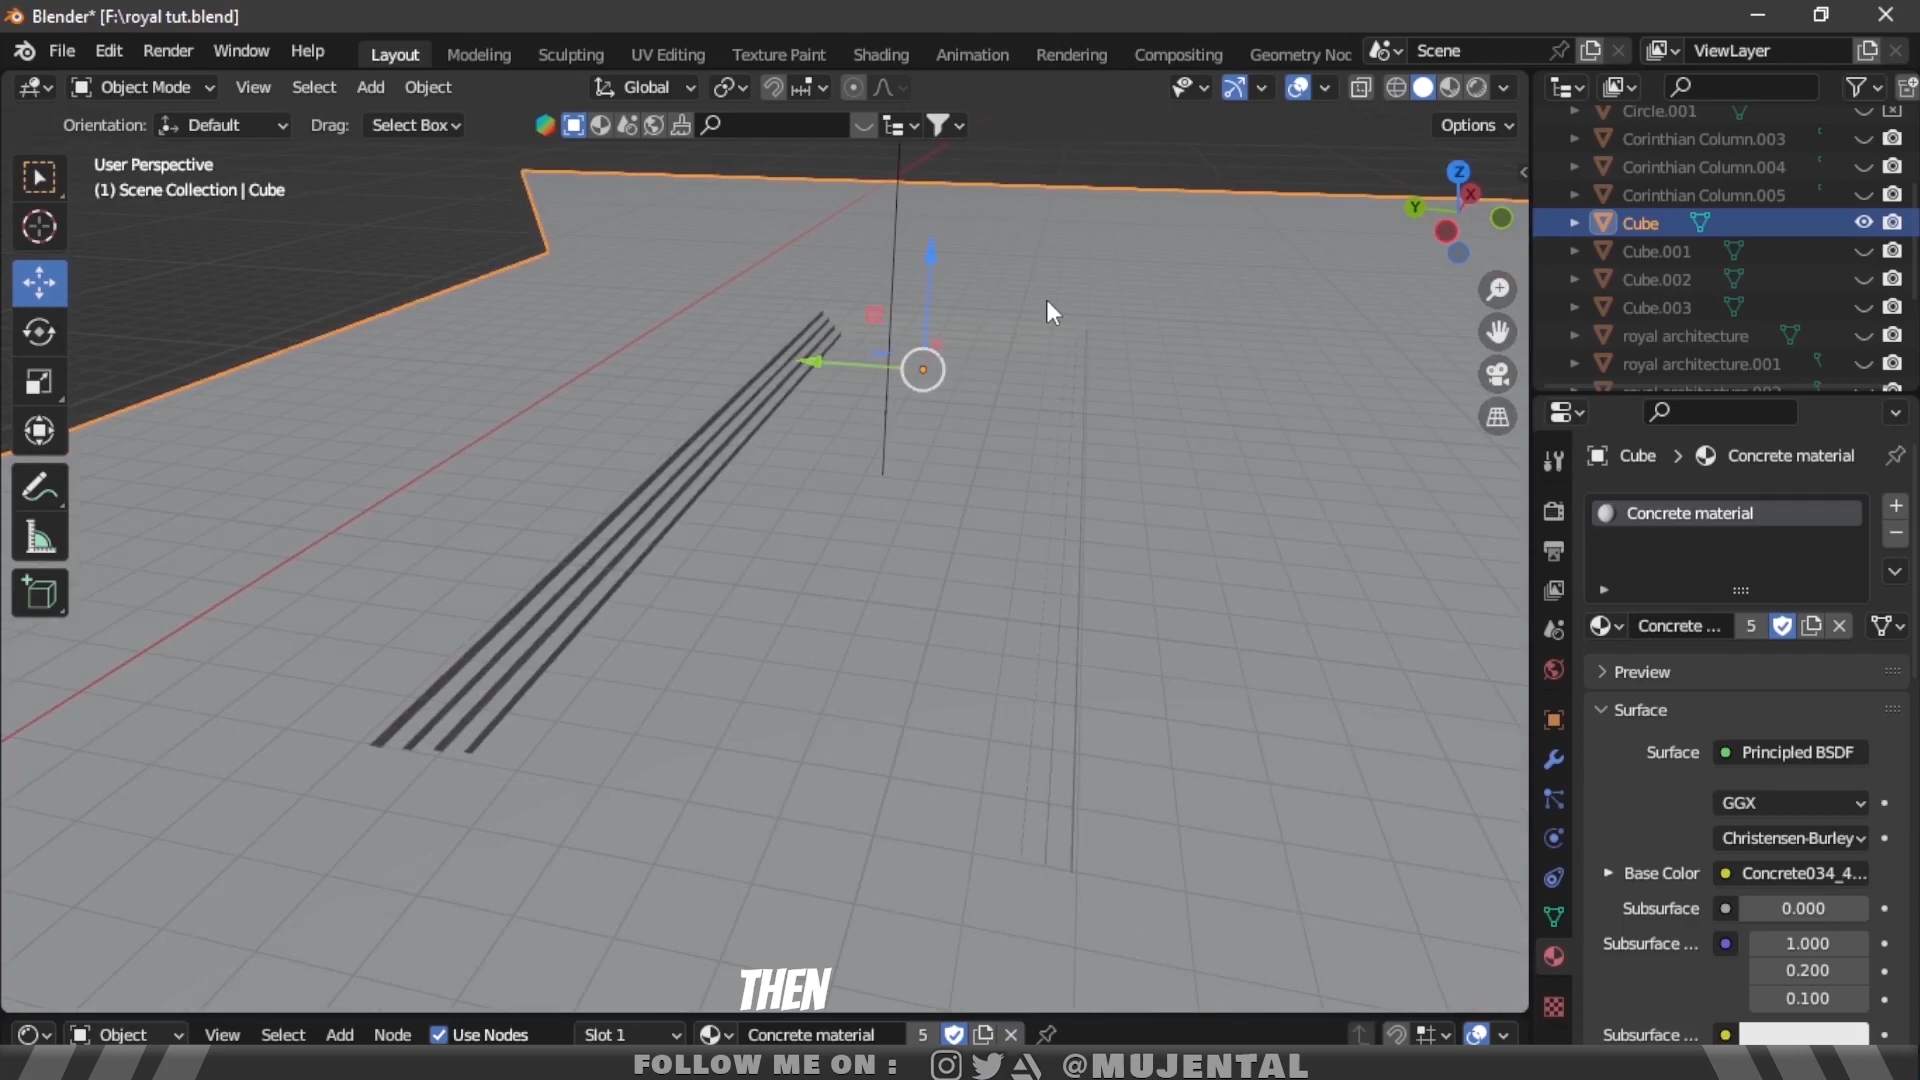 Blender* [F:\royal tut.blend]
File Edit Render Window Help Layout Modeling Sculpting UV Editing Texture Paint Shading Animation Rendering Compositing Geometry Noc Scene ViewLayer
Object Mode View Select Add Object Global
Orientation: Default Drag: Select Box Options
User Perspective
(1) Scene Collection | Cube
Z
X
Y
Circle.001
Corinthian Column.003
Corinthian Column.004
Corinthian Column.005
Cube
Cube.001
Cube.002
Cube.003
royal architecture
royal architecture.001
Cube > Concrete material
Concrete material
Concrete ... 5
Preview
Surface
Surface Principled BSDF
GGX
Christensen-Burley
Base Color Concrete034_4...
Subsurface 0.000
Subsurface ... 1.000
0.200
0.100
Subsurface ...
THEN
Object View Select Add Node Use Nodes Slot 1 Concrete material 5
FOLLOW ME ON : @MUJENTAL